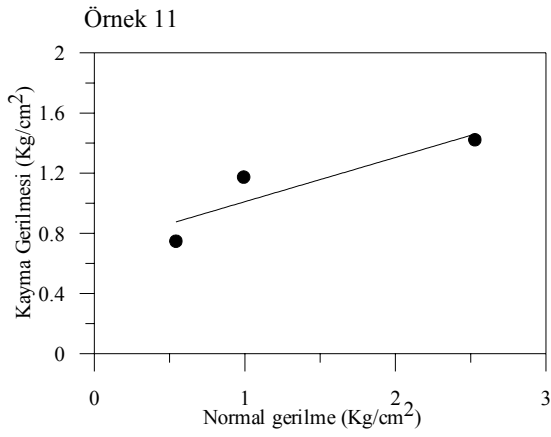 Örnek 11
2
1.6
1.2
0.8
0.4
0
Kayma Gerilmesi (Kg/cm²)
0 1 2 3
Normal gerilme (Kg/cm²)